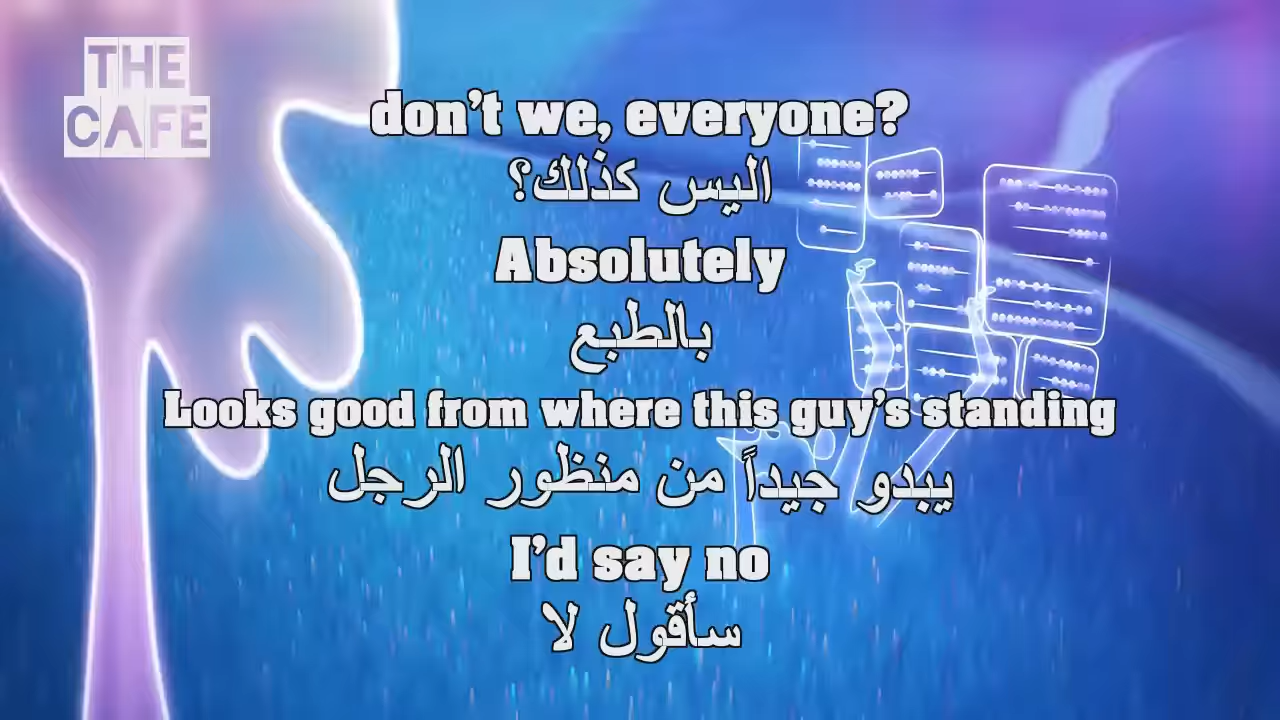 THE
CAFE
don't we, everyone?
اليس كذلك؟
Absolutely
بالطبع
Looks good from where this guy's standing
يبدو جيداً من منظور الرجل
I'd say no
سأقول لا